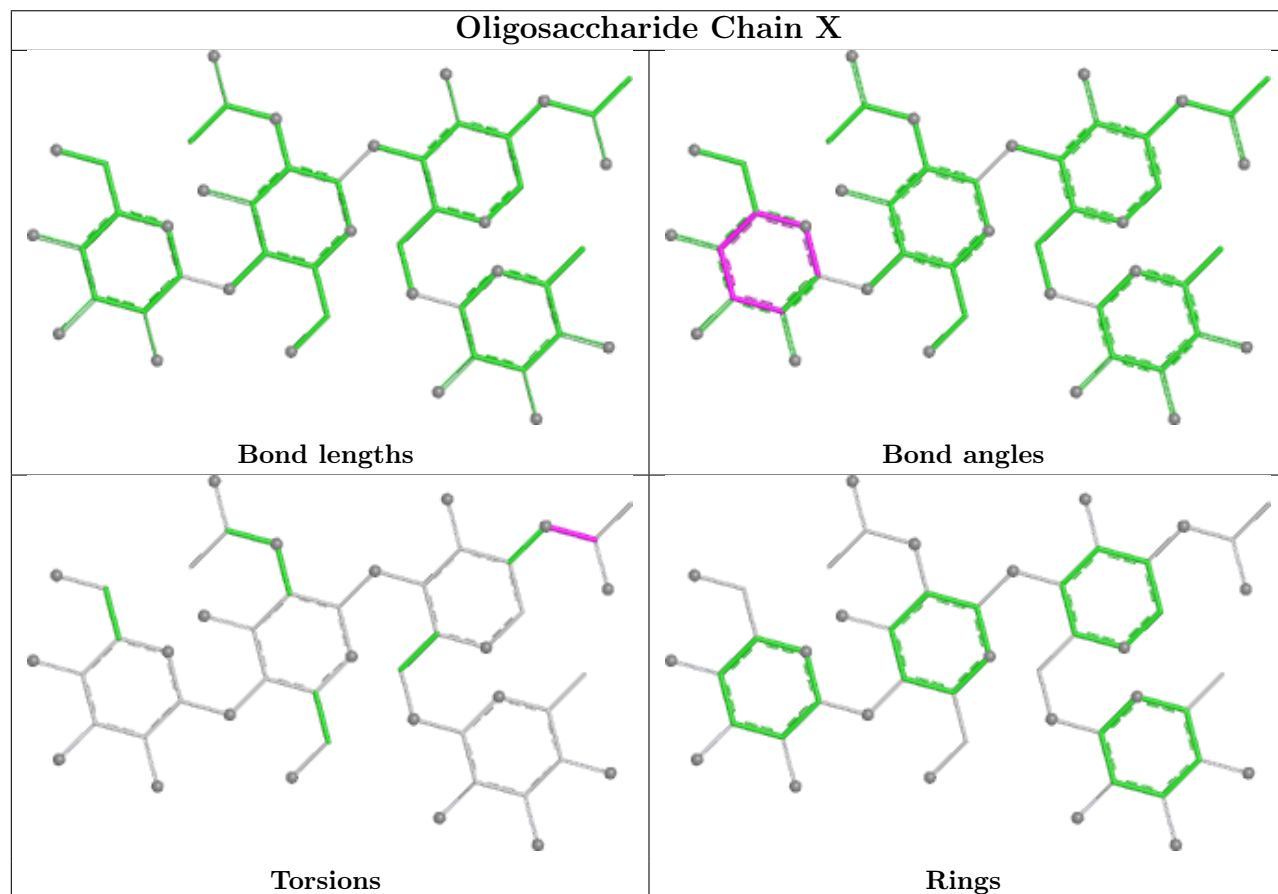 Oligosaccharide Chain X
Bond lengths
Bond angles
Torsions
Rings